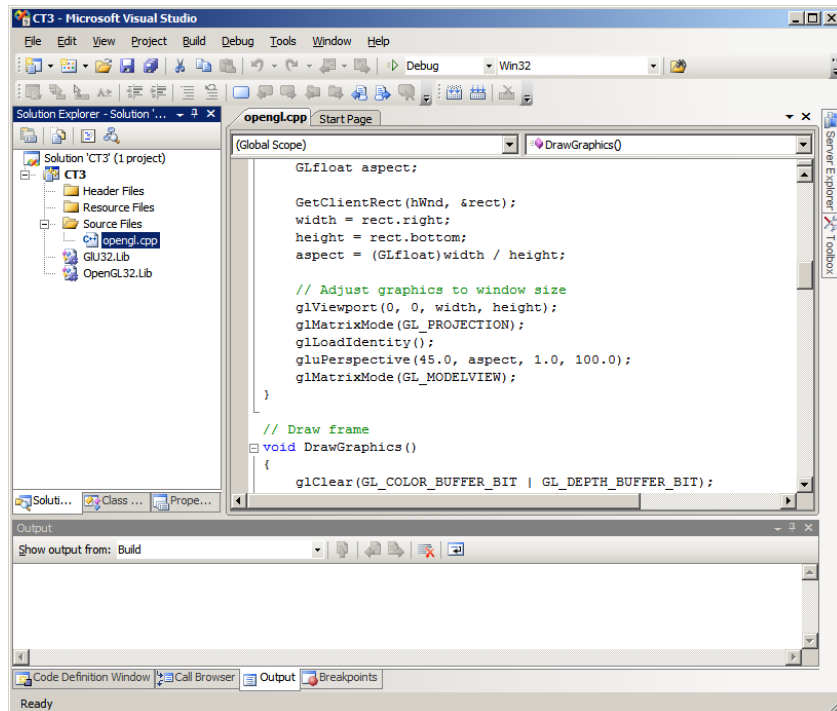 CT3 - Microsoft Visual Studio
File Edit View Project Build Debug Tools Window Help
Debug Win32
Solution Explorer - Solution '...
opengl.cpp Start Page
(Global Scope) DrawGraphics()
Solution 'CT3' (1 project)
CT3
Header Files
Resource Files
Source Files
opengl.cpp
GlU32.Lib
OpenGL32.Lib
GLfloat aspect;
GetClientRect(hWnd, &rect);
width = rect.right;
height = rect.bottom;
aspect = (GLfloat)width / height;
// Adjust graphics to window size
glViewport(0, 0, width, height);
glMatrixMode(GL_PROJECTION);
glLoadIdentity();
gluPerspective(45.0, aspect, 1.0, 100.0);
glMatrixMode(GL_MODELVIEW);
}
// Draw frame
void DrawGraphics()
{
glClear(GL_COLOR_BUFFER_BIT | GL_DEPTH_BUFFER_BIT);
Server Explorer
Toolbox
Soluti... Class ... Prope...
Output
Show output from: Build
Code Definition Window Call Browser Output Breakpoints
Ready